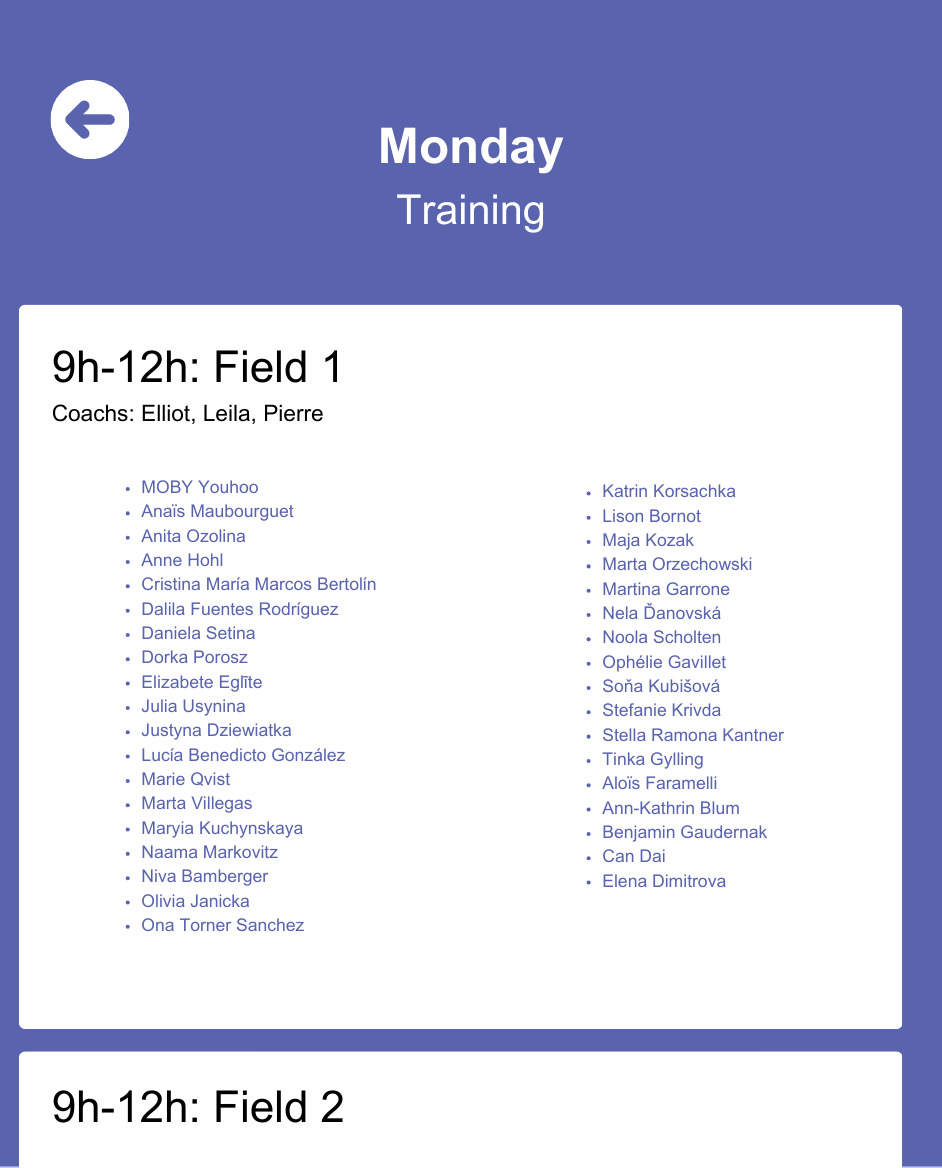 Monday
Training
9h-12h: Field 1
Coachs: Elliot, Leila, Pierre
MOBY Youhoo
Anaïs Maubourguet
Anita Ozolina
Anne Hohl
Cristina María Marcos Bertolín
Dalila Fuentes Rodríguez
Daniela Setina
Dorka Porosz
Elizabete Eglīte
Julia Usynina
Justyna Dziewiatka
Lucía Benedicto González
Marie Qvist
Marta Villegas
Maryia Kuchynskaya
Naama Markovitz
Niva Bamberger
Olivia Janicka
Ona Torner Sanchez
Katrin Korsachka
Lison Bornot
Maja Kozak
Marta Orzechowski
Martina Garrone
Nela Ďanovská
Noola Scholten
Ophélie Gavillet
Soňa Kubišová
Stefanie Krivda
Stella Ramona Kantner
Tinka Gylling
Aloïs Faramelli
Ann-Kathrin Blum
Benjamin Gaudernak
Can Dai
Elena Dimitrova
9h-12h: Field 2